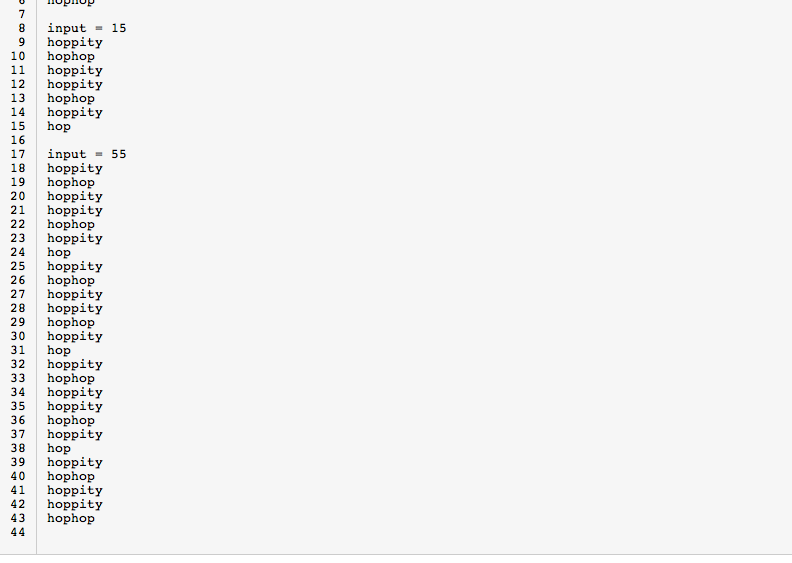 6 hophop
7
8 input = 15
9 hoppity
10 hophop
11 hoppity
12 hoppity
13 hophop
14 hoppity
15 hop
16
17 input = 55
18 hoppity
19 hophop
20 hoppity
21 hoppity
22 hophop
23 hoppity
24 hop
25 hoppity
26 hophop
27 hoppity
28 hoppity
29 hophop
30 hoppity
31 hop
32 hoppity
33 hophop
34 hoppity
35 hoppity
36 hophop
37 hoppity
38 hop
39 hoppity
40 hophop
41 hoppity
42 hoppity
43 hophop
44